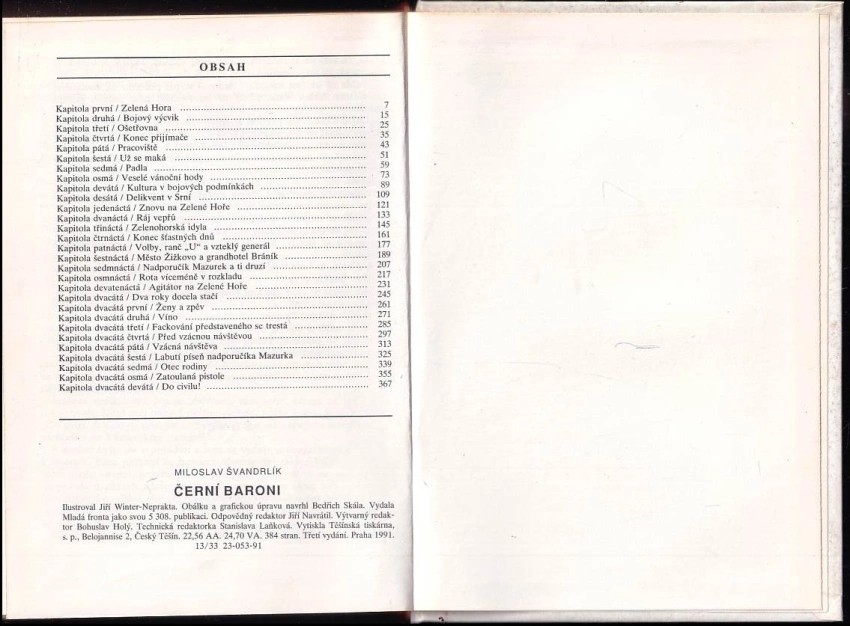 OBSAH
Kapitola první / Zelená Hora ........ 7
Kapitola druhá / Bojový výcvik ........ 15
Kapitola třetí / Ošetřovna ........ 25
Kapitola čtvrtá / Konec přijímače ........ 35
Kapitola pátá / Pracoviště ........ 43
Kapitola šestá / Už se maká ........ 51
Kapitola sedmá / Padla ........ 59
Kapitola osmá / Veselé vánoční hody ........ 73
Kapitola devátá / Kultura v bojových podmínkách ........ 89
Kapitola desátá / Delikvent v Srní ........ 109
Kapitola jedenáctá / Znovu na Zelené Hoře ........ 121
Kapitola dvanáctá / Ráj vepřů ........ 133
Kapitola třináctá / Zelenohorská idyla ........ 145
Kapitola čtrnáctá / Konec šťastných dnů ........ 161
Kapitola patnáctá / Volby, ranč „U" a vzteklý generál ........ 177
Kapitola šestnáctá / Město Žižkovo a grandhotel Bráník ........ 189
Kapitola sedmnáctá / Nadporučík Mazurek a ti druzí ........ 207
Kapitola osmnáctá / Rota víceméně v rozkladu ........ 217
Kapitola devatenáctá / Agitátor na Zelené Hoře ........ 231
Kapitola dvacátá / Dva roky docela stačí ........ 245
Kapitola dvacátá první / Ženy a zpěv ........ 261
Kapitola dvacátá druhá / Víno ........ 271
Kapitola dvacátá třetí / Fackování představeného se trestá ........ 285
Kapitola dvacátá čtvrtá / Před vzácnou návštěvou ........ 297
Kapitola dvacátá pátá / Vzácná návštěva ........ 313
Kapitola dvacátá šestá / Labutí píseň nadporučíka Mazurka ........ 325
Kapitola dvacátá sedmá / Otec rodiny ........ 339
Kapitola dvacátá osmá / Zatoulaná pistole ........ 355
Kapitola dvacátá devátá / Do civilu! ........ 367
MILOSLAV ŠVANDRLÍK
ČERNÍ BARONI
Ilustroval Jiří Winter-Neprakta. Obálku a grafickou úpravu navrhl Bedřich Skála. Vydala
Mladá fronta jako svou 5 308. publikaci. Odpovědný redaktor Jiří Navrátil. Výtvarný redak-
tor Bohuslav Holý. Technická redaktorka Stanislava Laňková. Vytiskla Těšínská tiskárna,
s. p., Belojannise 2, Český Těšín. 22,56 AA. 24,70 VA. 384 stran. Třetí vydání. Praha 1991.
13/33 23-053-91